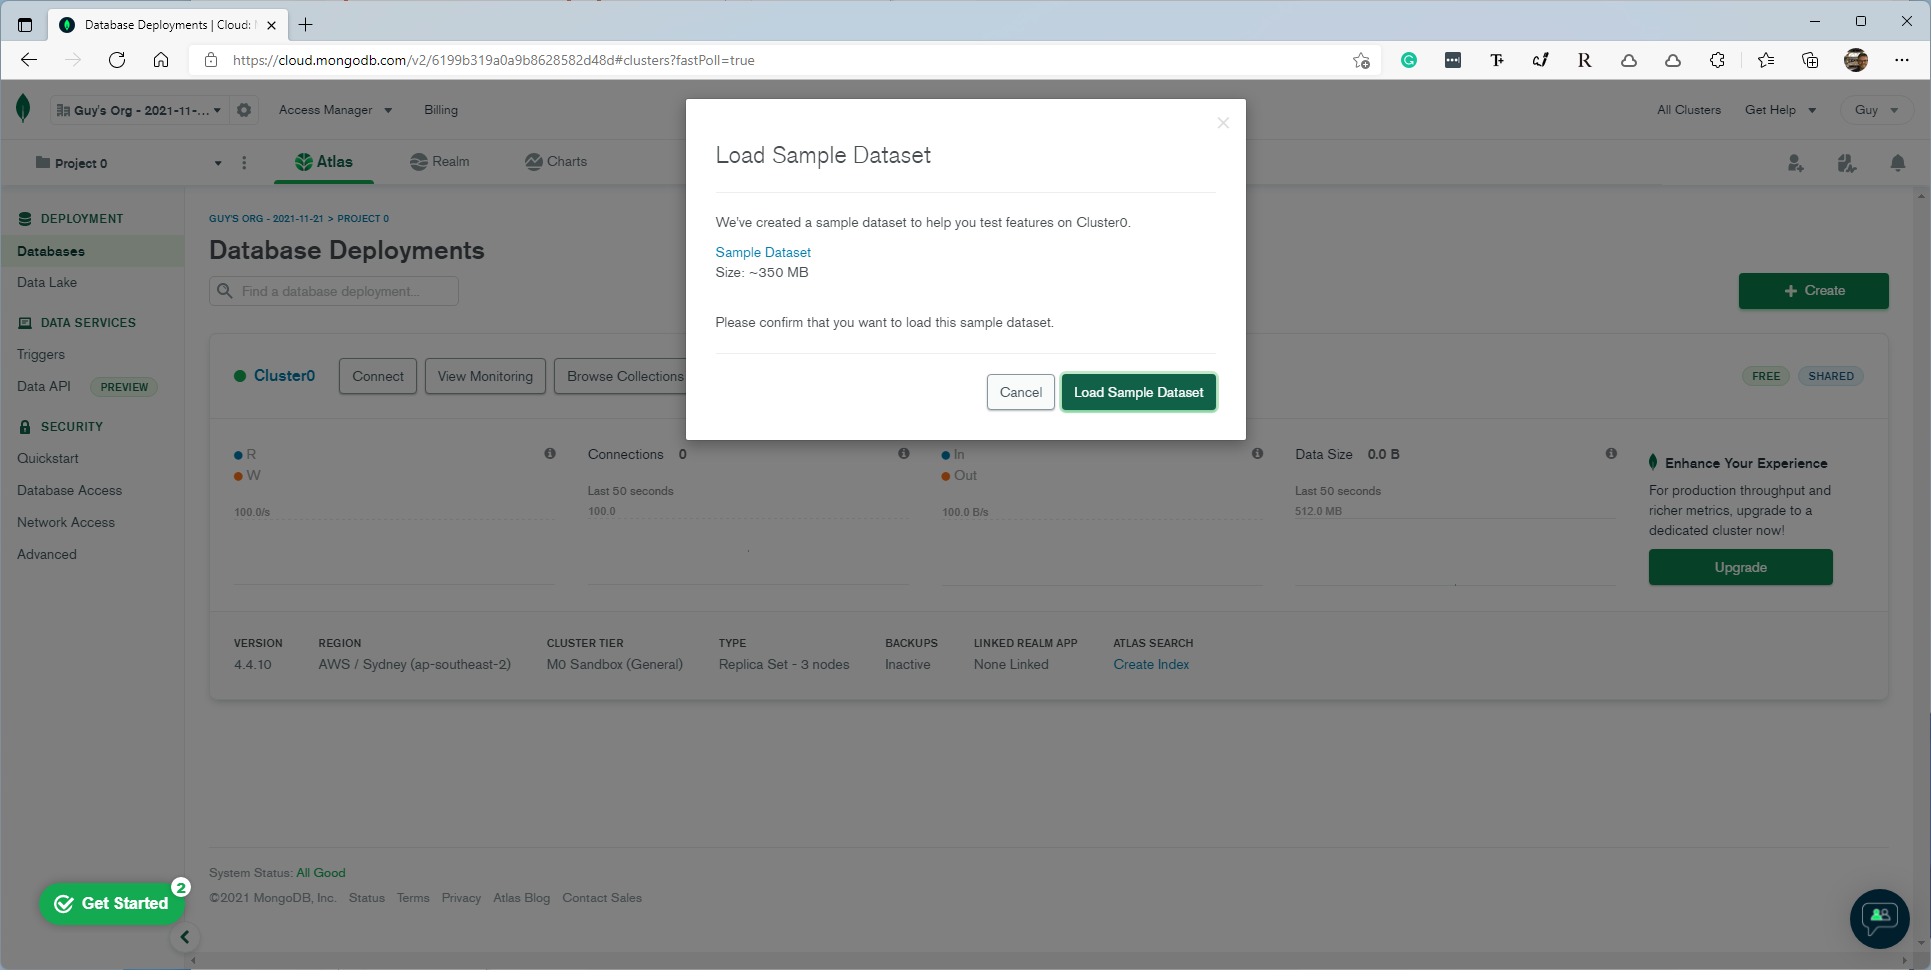 Database Deployments | Cloud:
https://cloud.mongodb.com/v2/6199b319a0a9b8628582d48d#clusters?fastPoll=true
Guy's Org - 2021-11-...
Access Manager
Billing
All Clusters
Get Help
Guy
Project 0
Atlas
Realm
Charts
DEPLOYMENT
Databases
Data Lake
DATA SERVICES
Triggers
Data API PREVIEW
SECURITY
Quickstart
Database Access
Network Access
Advanced
GUY'S ORG - 2021-11-21 > PROJECT 0
Database Deployments
Find a database deployment...
+ Create
Load Sample Dataset
We've created a sample dataset to help you test features on Cluster0.
Sample Dataset
Size: ~350 MB
Please confirm that you want to load this sample dataset.
Cancel
Load Sample Dataset
Cluster0
Connect
View Monitoring
Browse Collections
FREE
SHARED
R
W
100.0/s
Connections 0
Last 50 seconds
100.0
In
Out
100.0 B/s
Data Size 0.0 B
Last 50 seconds
512.0 MB
Enhance Your Experience
For production throughput and
richer metrics, upgrade to a
dedicated cluster now!
Upgrade
VERSION
4.4.10
REGION
AWS / Sydney (ap-southeast-2)
CLUSTER TIER
M0 Sandbox (General)
TYPE
Replica Set - 3 nodes
BACKUPS
Inactive
LINKED REALM APP
None Linked
ATLAS SEARCH
Create Index
System Status: All Good
©2021 MongoDB, Inc. Status Terms Privacy Atlas Blog Contact Sales
Get Started
2